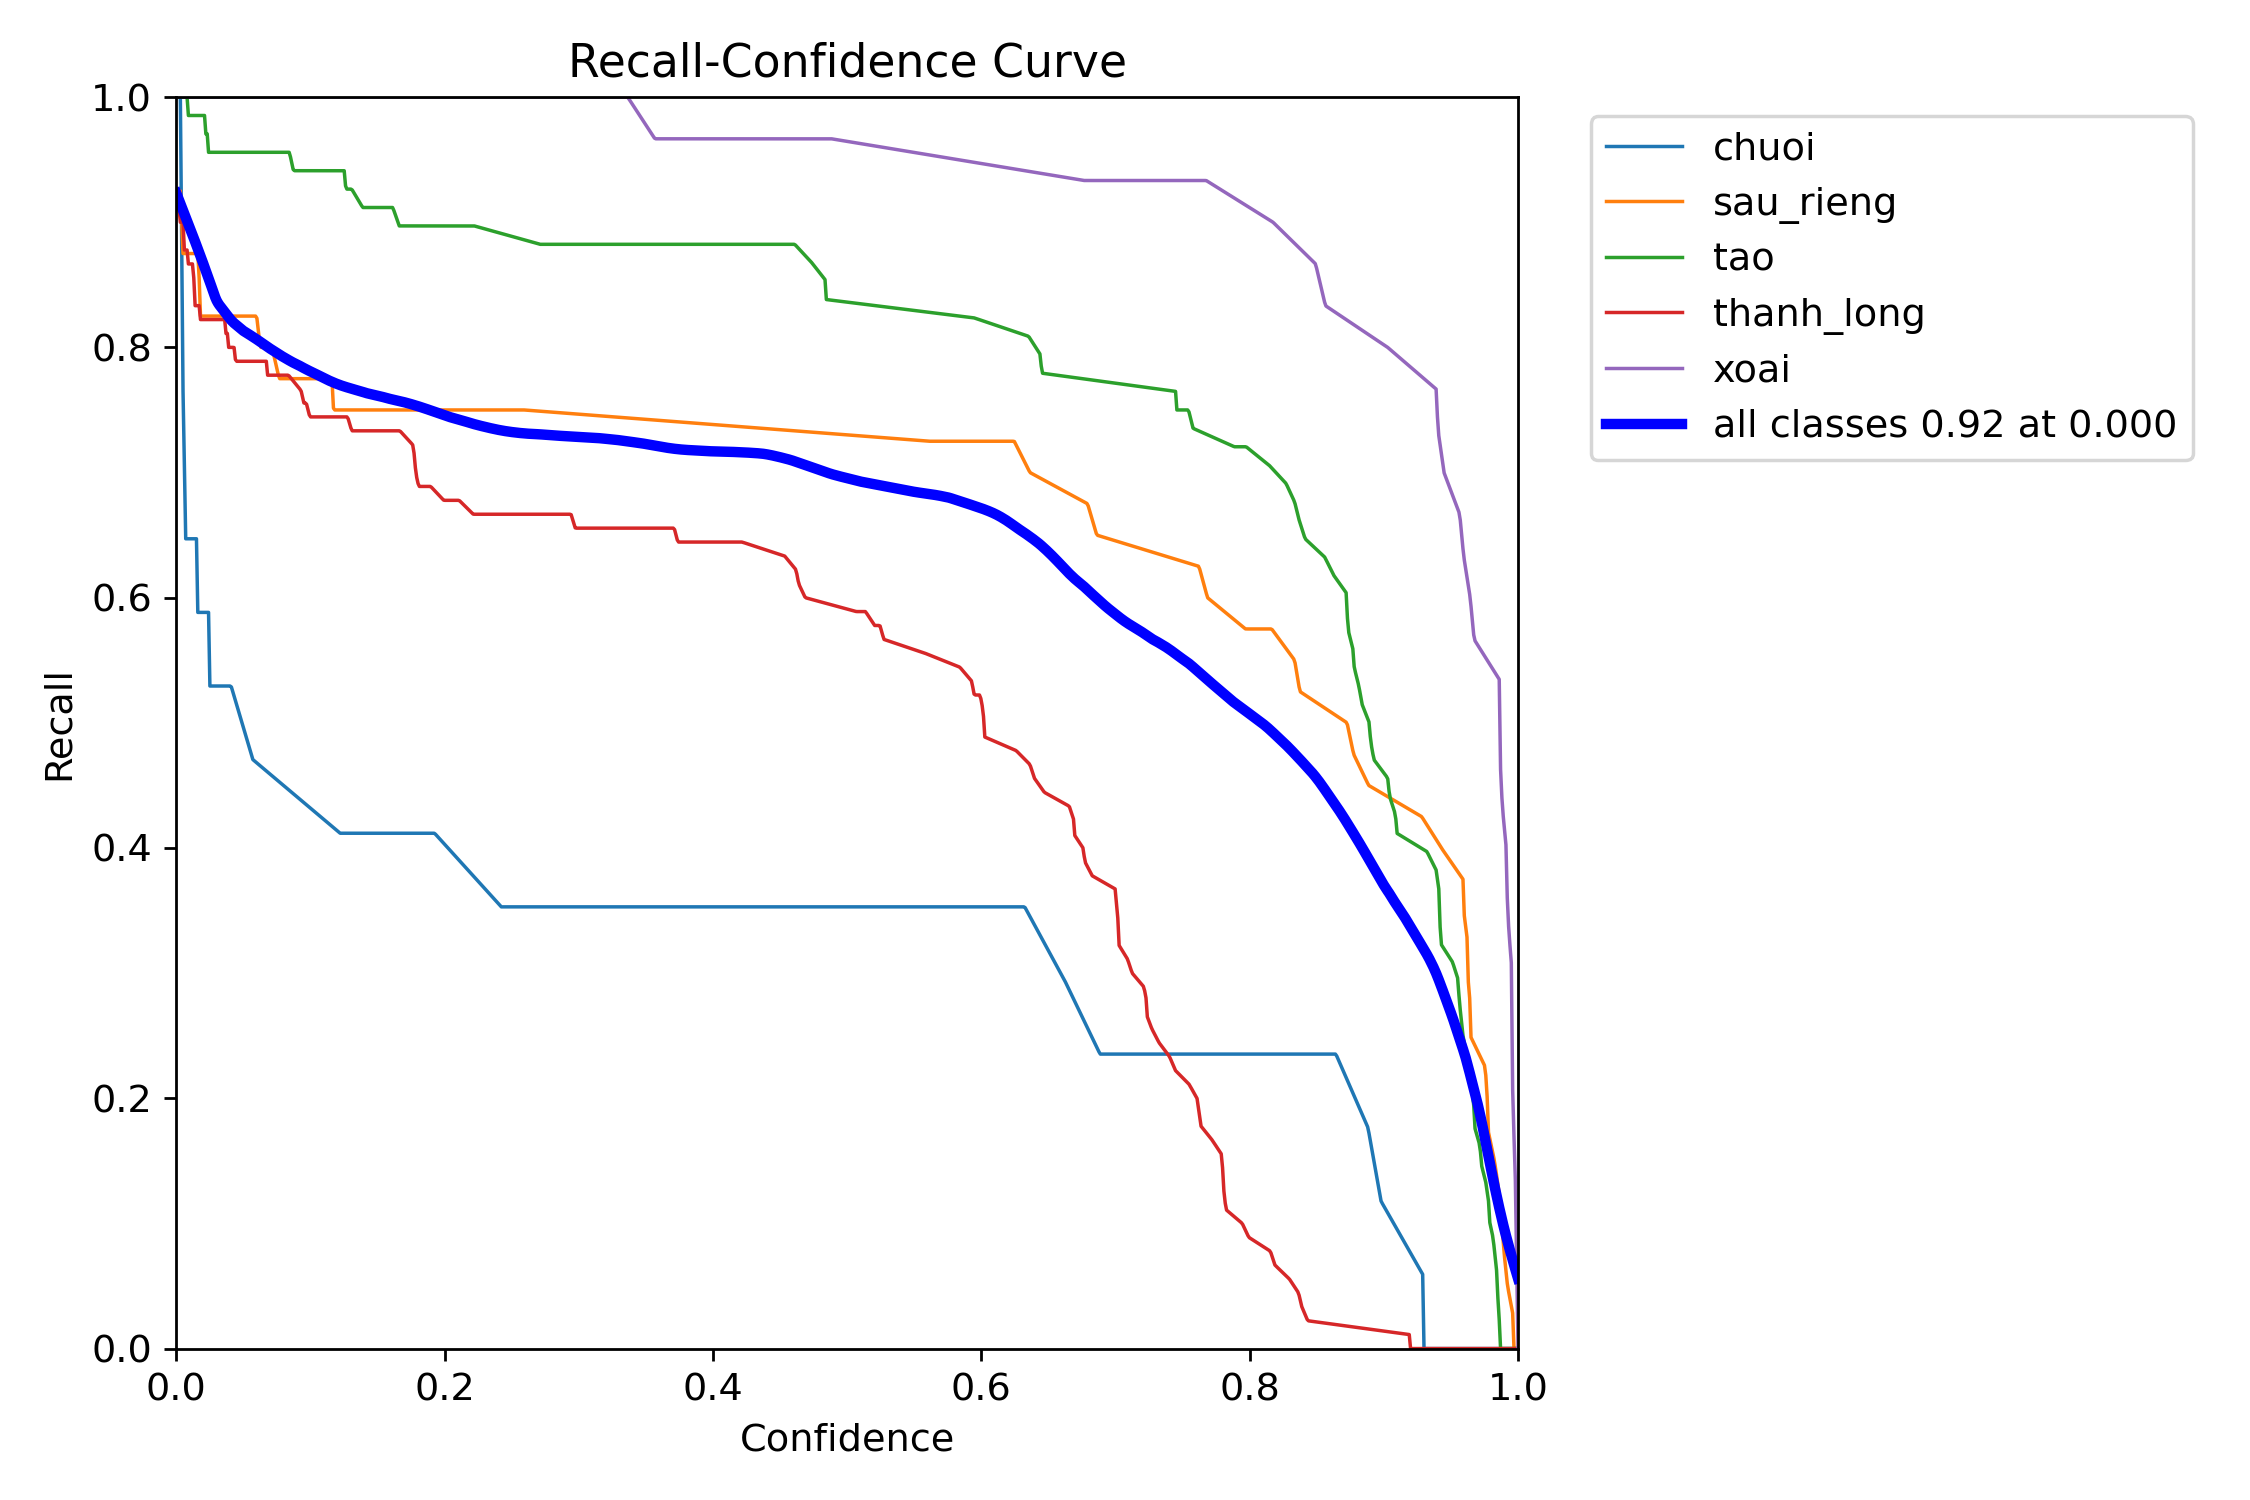 Recall-Confidence Curve
1.0
0.8
0.6
0.4
0.2
0.0
Recall
0.0 0.2 0.4 0.6 0.8 1.0
Confidence
chuoi
sau_rieng
tao
thanh_long
xoai
all classes 0.92 at 0.000